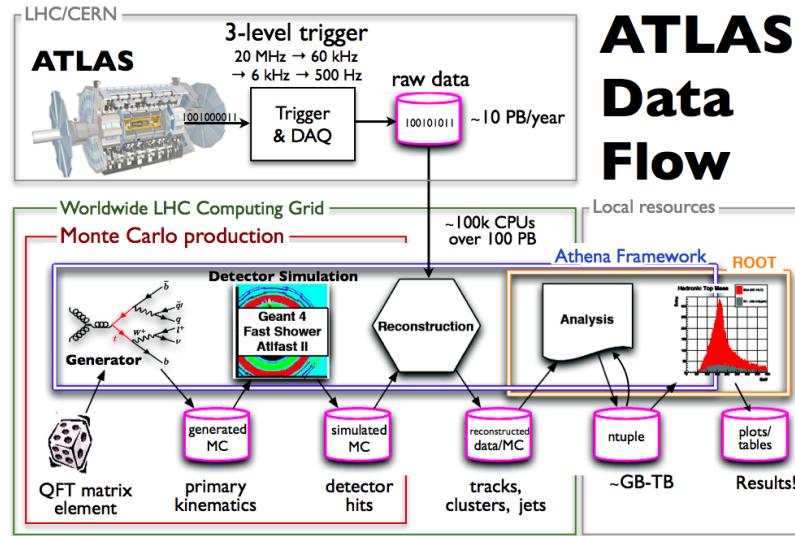 LHC/CERN
ATLAS
Data
Flow
3-level trigger
20 MHz → 60 kHz
→ 6 kHz → 500 Hz
ATLAS
1001000011
Trigger
& DAQ
raw data
100101011
~10 PB/year
Worldwide LHC Computing Grid
~100k CPUs
over 100 PB
Local resources
Monte Carlo production
Athena Framework
ROOT
Detector Simulation
Geant 4
Fast Shower
Atlfast II
Reconstruction
Analysis
Hadronic Top Mass
t
W+
b̄
q̄'
q
l+
ν
b
Generator
generated
MC
simulated
MC
reconstructed
data/MC
ntuple
plots/
tables
QFT matrix
element
primary
kinematics
detector
hits
tracks,
clusters, jets
~GB-TB
Results!